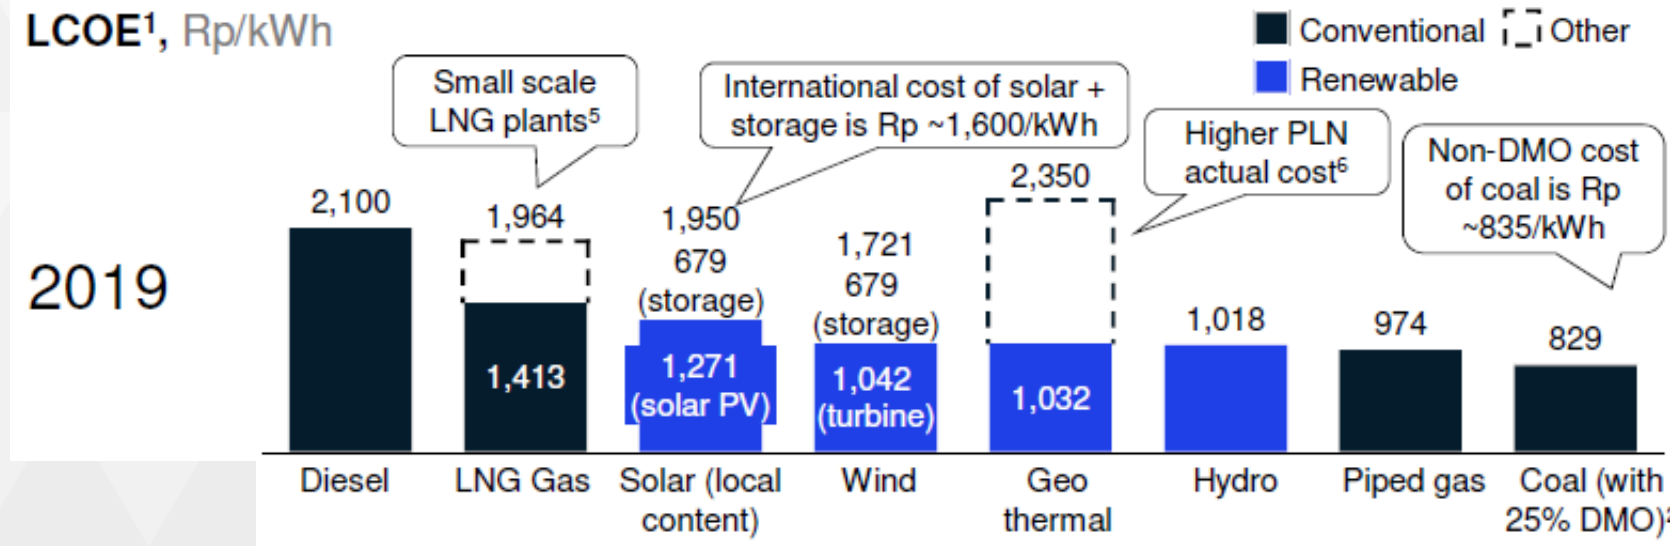 LCOE¹, Rp/kWh
Conventional
Other
Renewable
Small scale
LNG plants⁵
International cost of solar +
storage is Rp ~1,600/kWh
Higher PLN
actual cost⁶
Non-DMO cost
of coal is Rp
~835/kWh
2019
2,100
1,964
1,413
1,950
679
(storage)
1,271
(solar PV)
1,721
679
(storage)
1,042
(turbine)
2,350
1,032
1,018
974
829
Diesel
LNG Gas
Solar (local
content)
Wind
Geo
thermal
Hydro
Piped gas
Coal (with
25% DMO)²